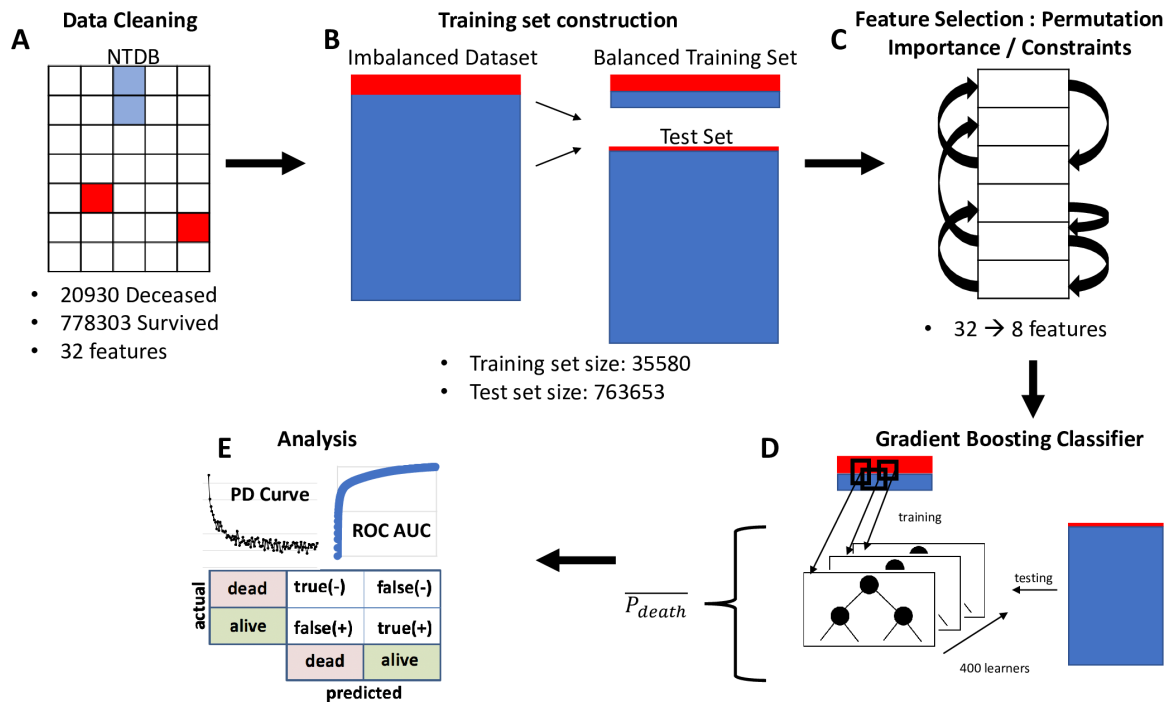 A
Data Cleaning
NTDB
• 20930 Deceased
• 778303 Survived
• 32 features
B
Training set construction
Imbalanced Dataset
Balanced Training Set
Test Set
• Training set size: 35580
• Test set size: 763653
C
Feature Selection : Permutation
Importance / Constraints
• 32 → 8 features
D
Gradient Boosting Classifier
training
testing
400 learners
P_death
E
Analysis
PD Curve
ROC AUC
actual
dead true(-) false(-)
alive false(+) true(+)
dead alive
predicted